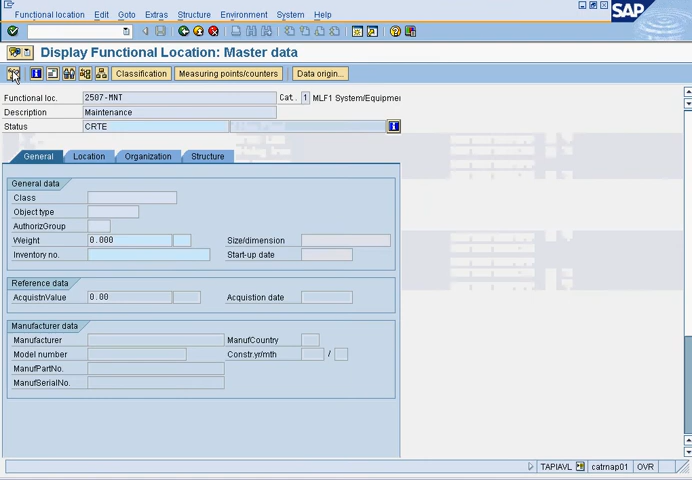 Functional location Edit Goto Extras Structure Environment System Help
SAP
Display Functional Location: Master data
Classification Measuring points/counters Data origin...
Functional loc. 2507-MNT Cat. 1 MLF1 System/Equipmer
Description Maintenance
Status CRTE
General Location Organization Structure
General data
Class
Object type
AuthorizGroup
Weight 0.000 Size/dimension
Inventory no. Start-up date
Reference data
AcquistnValue 0.00 Acquistion date
Manufacturer data
Manufacturer ManufCountry
Model number Constr.yr/mth /
ManufPartNo.
ManufSerialNo.
TAPIAVL catrnap01 OVR